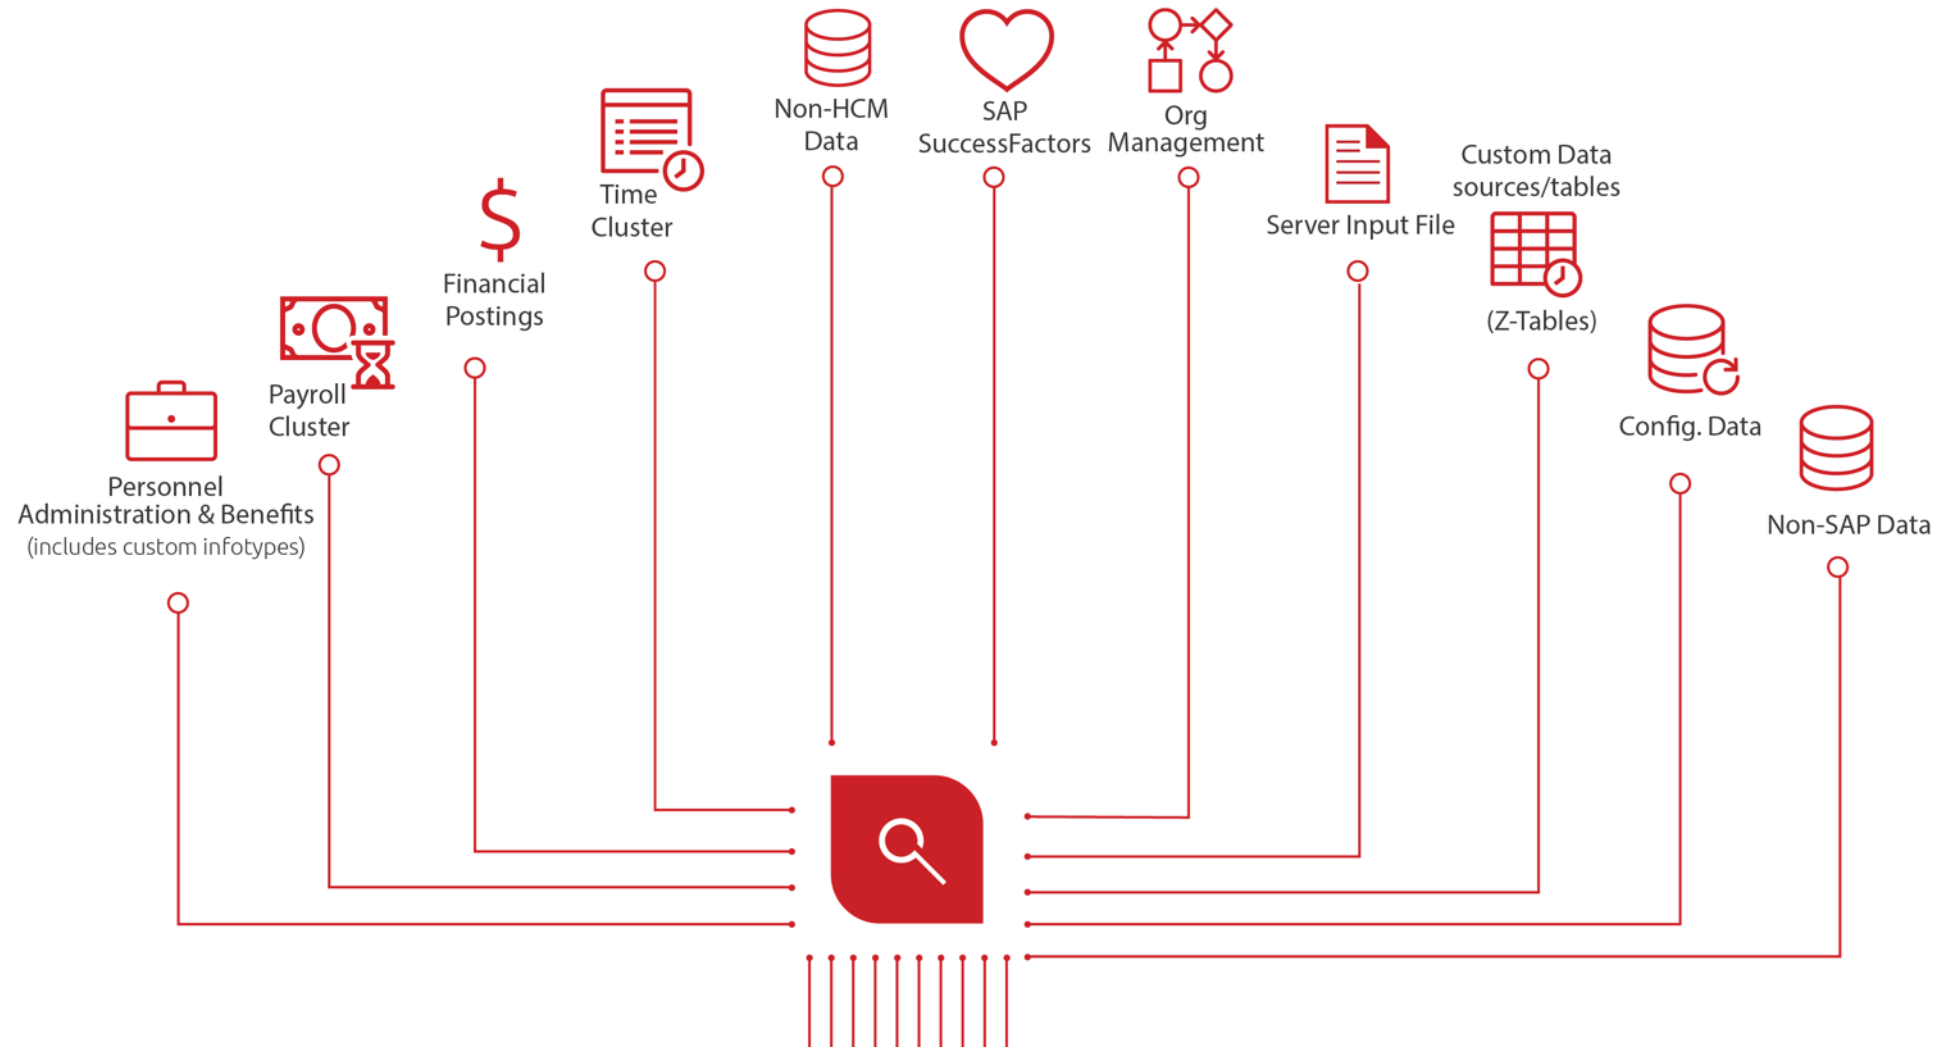 Non-HCM
Data
SAP
SuccessFactors
Org
Management
Time
Cluster
Server Input File
Custom Data
sources/tables
(Z-Tables)
Financial
Postings
Payroll
Cluster
Config. Data
Personnel
Administration & Benefits
(includes custom infotypes)
Non-SAP Data